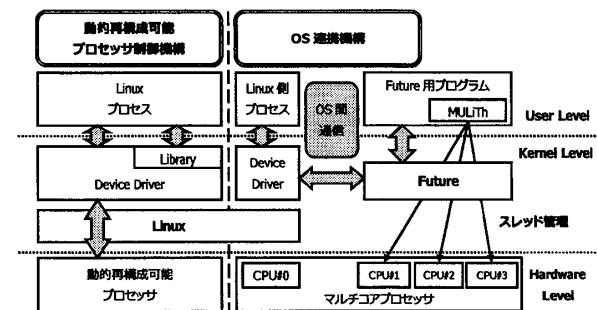 動的再構成可能
プロセッサ制御機構
OS 連携機構
Linux
プロセス
Linux 側
プロセス
OS 間
通信
Future 用プログラム
MULiTh
User Level
Kernel Level
Library
Device Driver
Device
Driver
Future
Linux
スレッド管理
動的再構成可能
プロセッサ
CPU#0
CPU#1
CPU#2
CPU#3
マルチコアプロセッサ
Hardware
Level